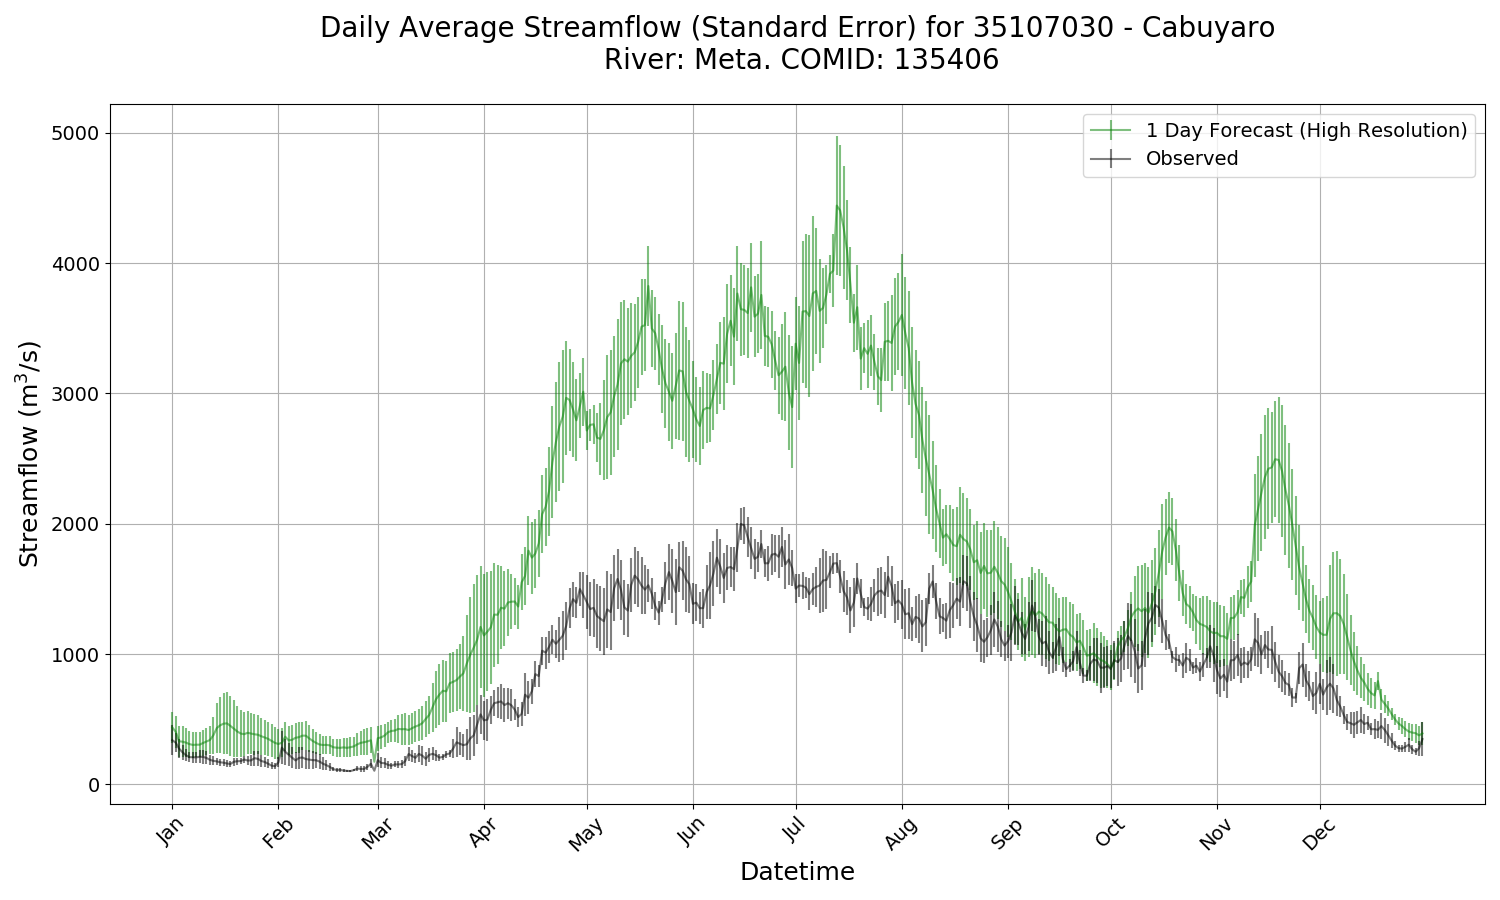 Daily Average Streamflow (Standard Error) for 35107030 - Cabuyaro
River: Meta. COMID: 135406
1 Day Forecast (High Resolution)
Observed
Streamflow (m³/s)
5000
4000
3000
2000
1000
0
Jan
Feb
Mar
Apr
May
Jun
Jul
Aug
Sep
Oct
Nov
Dec
Datetime